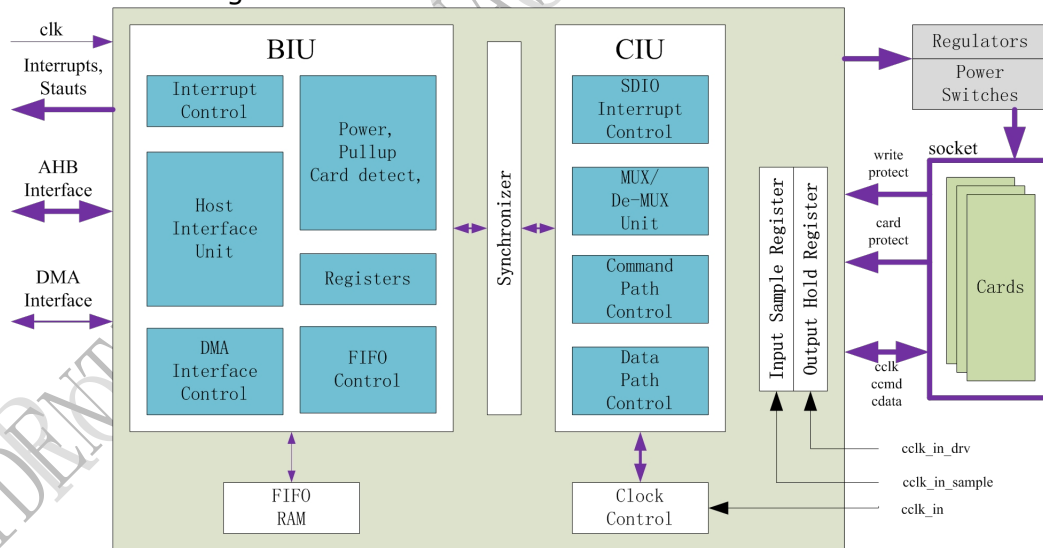 clk
Interrupts,
Stauts
AHB
Interface
DMA
Interface
BIU
Interrupt
Control
Power,
Pullup
Card detect,
Host
Interface
Unit
Registers
DMA
Interface
Control
FIFO
Control
FIFO
RAM
Synchronizer
CIU
SDIO
Interrupt
Control
MUX/
De-MUX
Unit
Command
Path
Control
Data
Path
Control
Clock
Control
Input Sample Register
Output Hold Register
Regulators
Power
Switches
socket
write
protect
card
protect
Cards
cclk
ccmd
cdata
cclk_in_drv
cclk_in_sample
cclk_in